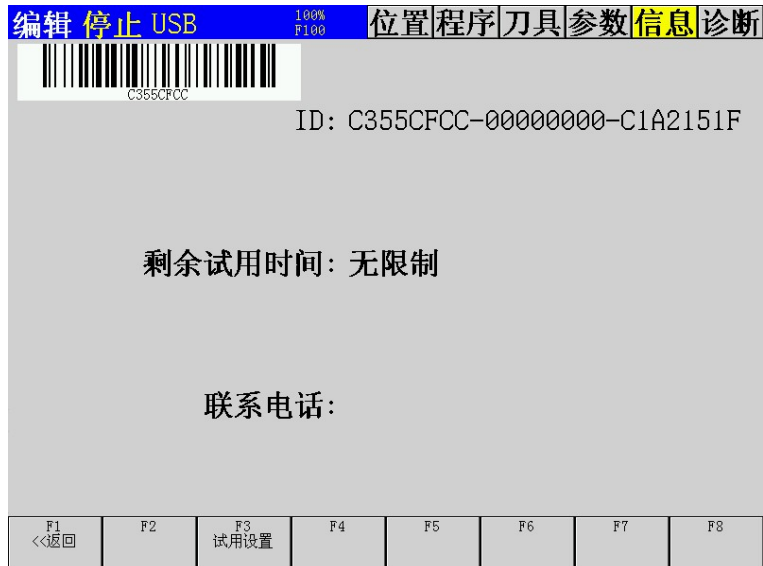 编辑 停止 USB 100% F100 位置 程序 刀具 参数 信息 诊断
C355CFCC
ID: C355CFCC-00000000-C1A2151F
剩余试用时间: 无限制
联系电话:
F1 F2 F3 F4 F5 F6 F7 F8
<<返回 试用设置